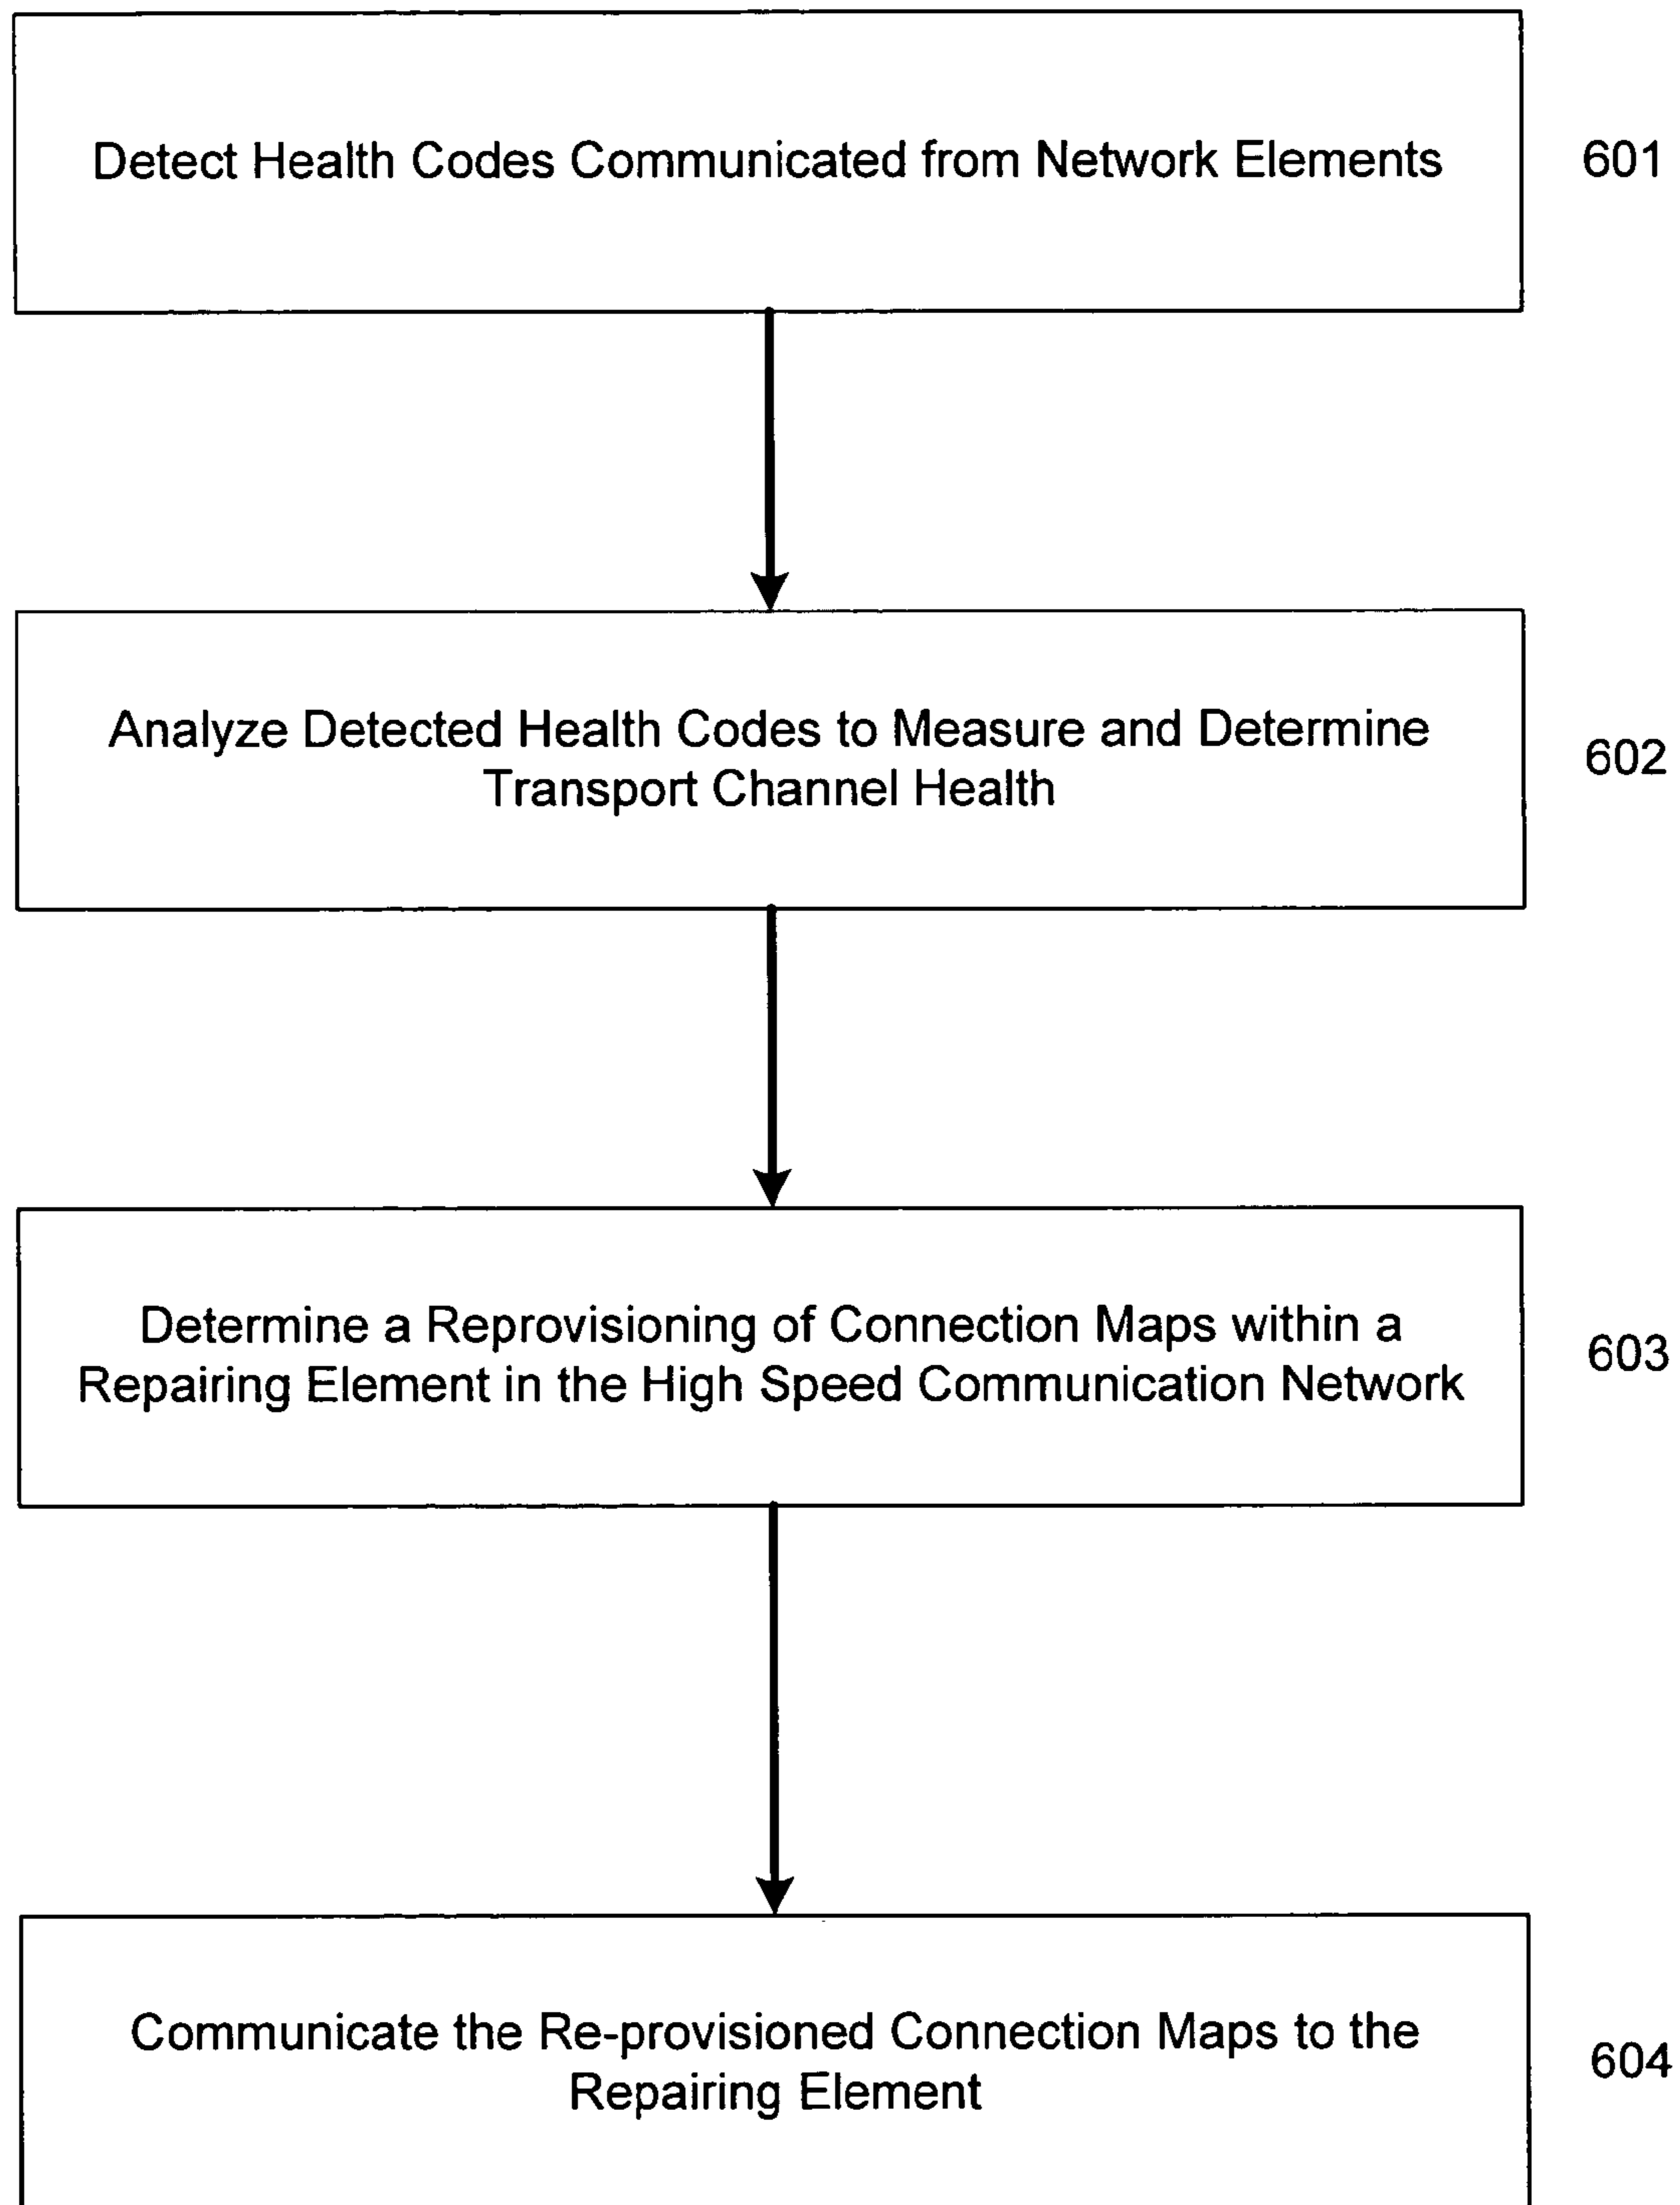 Detect Health Codes Communicated from Network Elements
601
Analyze Detected Health Codes to Measure and Determine
Transport Channel Health
602
Determine a Reprovisioning of Connection Maps within a
Repairing Element in the High Speed Communication Network
603
Communicate the Re-provisioned Connection Maps to the
Repairing Element
604